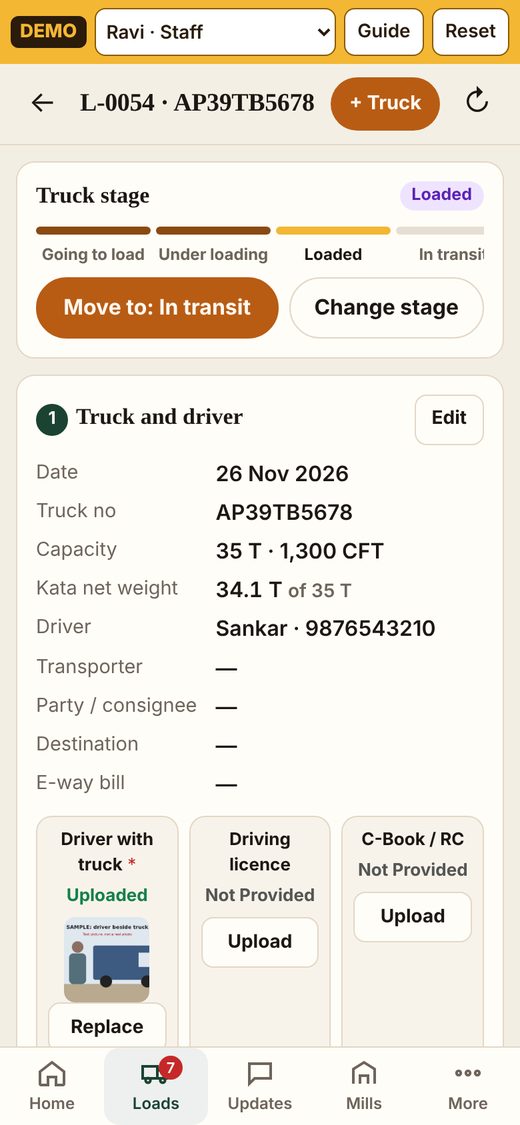 DEMO Ravi · Staff Guide Reset
L-0054 · AP39TB5678 + Truck
Truck stage Loaded
Going to load Under loading Loaded In transit
Move to: In transit Change stage
1 Truck and driver Edit
Date 26 Nov 2026
Truck no AP39TB5678
Capacity 35 T · 1,300 CFT
Kata net weight 34.1 T of 35 T
Driver Sankar · 9876543210
Transporter —
Party / consignee —
Destination —
E-way bill —
Driver with truck *
Uploaded
SAMPLE: driver beside truck
Replace
Driving licence
Not Provided
Upload
C-Book / RC
Not Provided
Upload
Home Loads 7 Updates Mills More